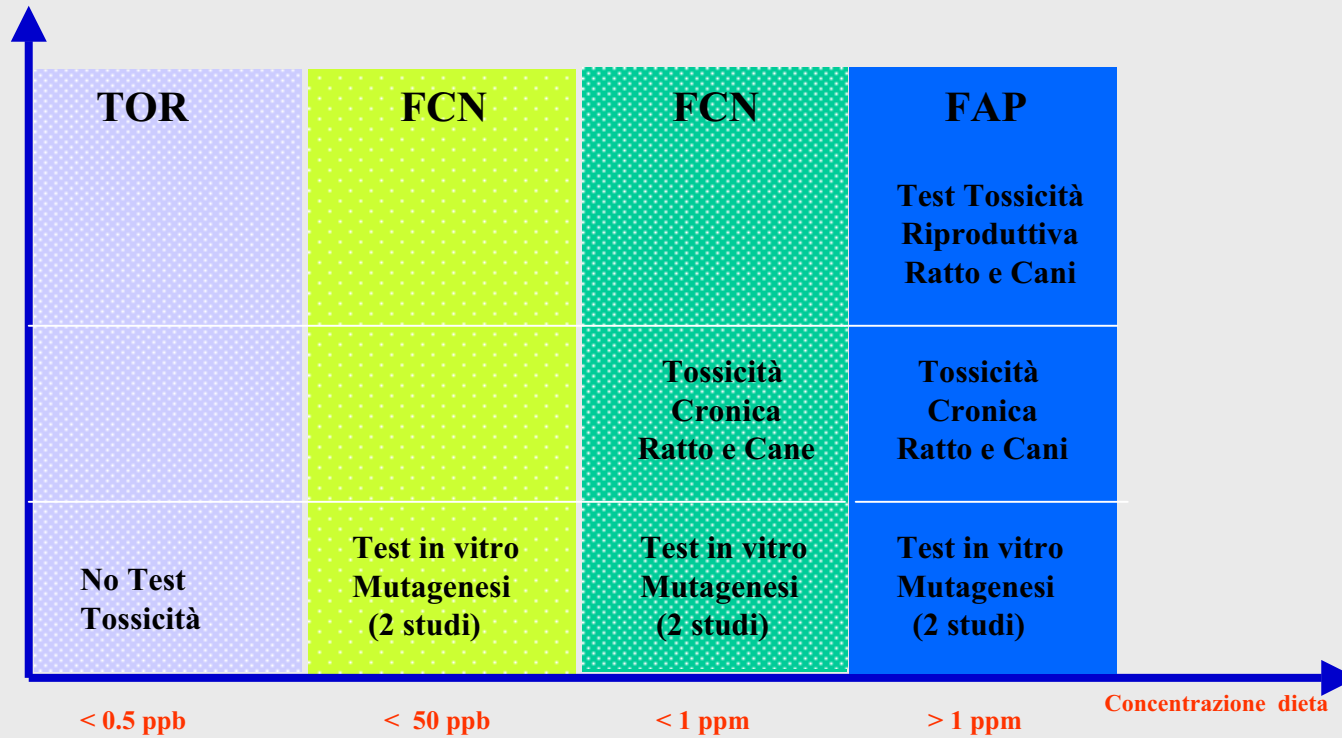 TOR
FCN
FCN
FAP
Test Tossicità
Riproduttiva
Ratto e Cani
Tossicità
Cronica
Ratto e Cane
Tossicità
Cronica
Ratto e Cani
No Test
Tossicità
Test in vitro
Mutagenesi
(2 studi)
Test in vitro
Mutagenesi
(2 studi)
Test in vitro
Mutagenesi
(2 studi)
< 0.5 ppb
< 50 ppb
< 1 ppm
> 1 ppm
Concentrazione dieta